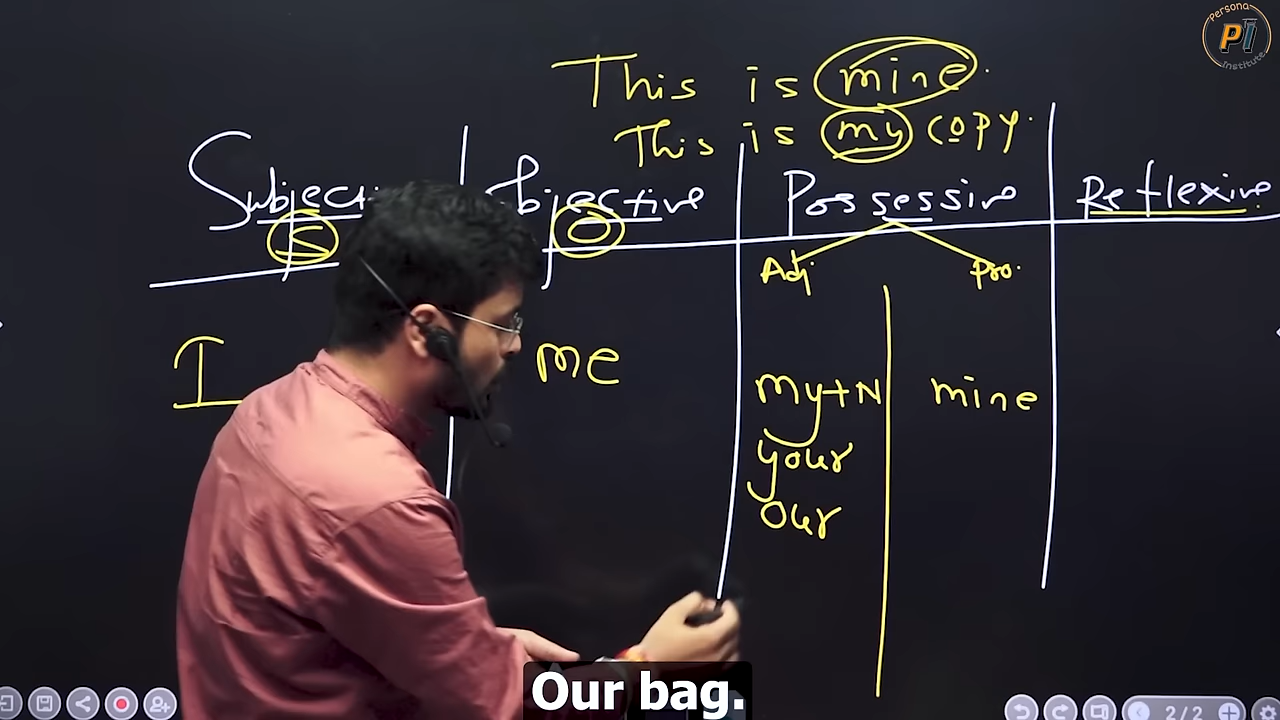 Persona
PI
Institute
This is mine.
This is my copy.
Subjecti
Objective
Possessive
Reflexive
S
O
Adj
Pro.
I
me
my+N
mine
your
our
Our bag.
2/2